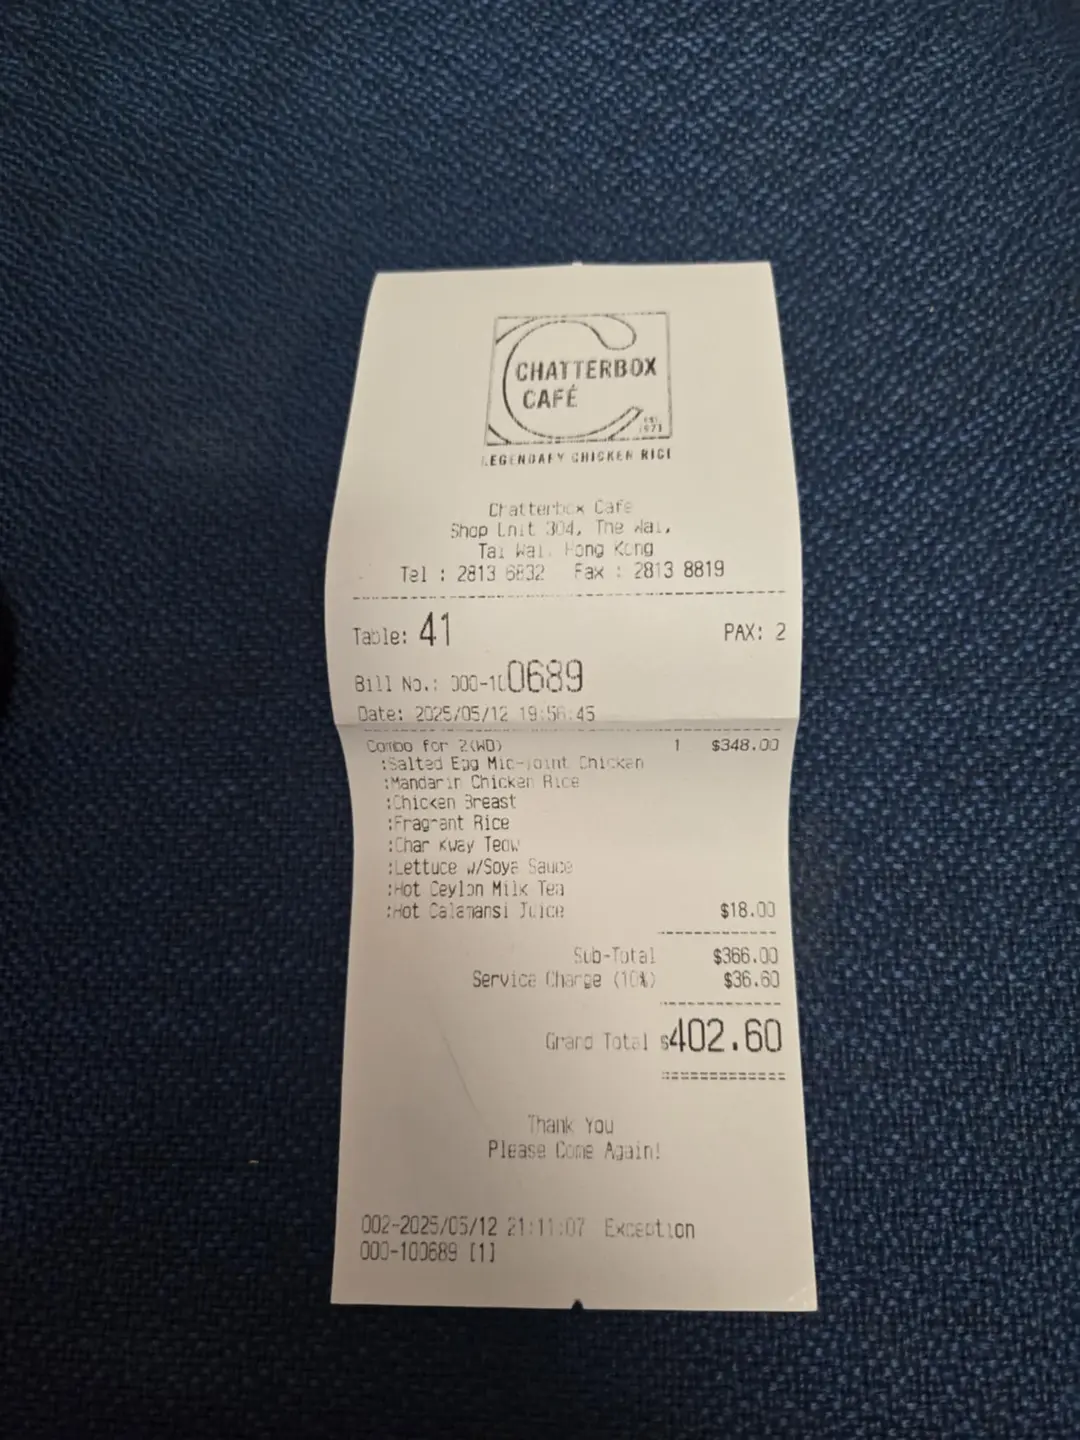 CHATTERBOX
CAFÉ
EST.
1971
LEGENDARY CHICKEN RICE
Chatterbox Cafe
Shop Unit 304, The Wai,
Tai Wai, Hong Kong
Tel : 2813 6832 Fax : 2813 8819
Table: 41 PAX: 2
Bill No.: 000-100689
Date: 2025/05/12 19:56:45
Combo for 2(WD) 1 $348.00
:Salted Egg Mid-joint Chicken
:Mandarin Chicken Rice
:Chicken Breast
:Fragrant Rice
:Char Kway Teow
:Lettuce w/Soya Sauce
:Hot Ceylon Milk Tea
:Hot Calamansi Juice $18.00
Sub-Total $366.00
Service Charge (10%) $36.60
Grand Total $402.60
Thank You
Please Come Again!
002-2025/05/12 21:11:07 Exception
000-100689 [1]